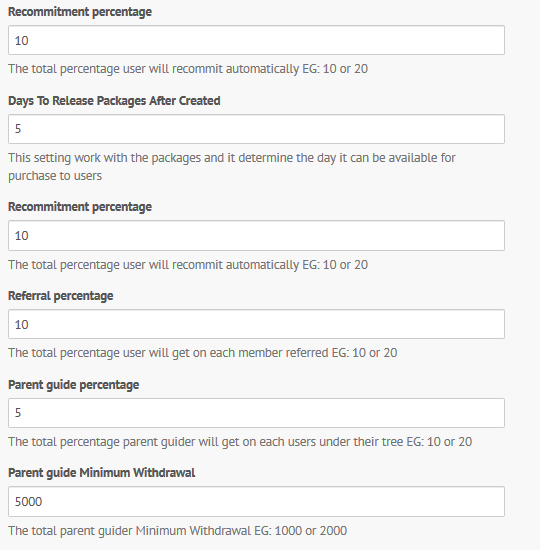 Recommitment percentage
10
The total percentage user will recommit automatically EG: 10 or 20
Days To Release Packages After Created
5
This setting work with the packages and it determine the day it can be available for
purchase to users
Recommitment percentage
10
The total percentage user will recommit automatically EG: 10 or 20
Referral percentage
10
The total percentage user will get on each member referred EG: 10 or 20
Parent guide percentage
5
The total percentage parent guider will get on each users under their tree EG: 10 or 20
Parent guide Minimum Withdrawal
5000
The total parent guider Minimum Withdrawal EG: 1000 or 2000